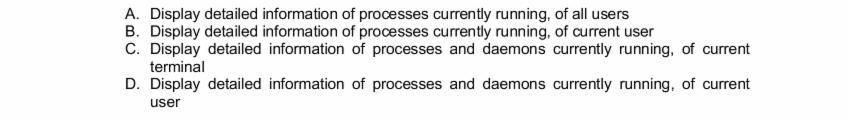 A. Display detailed information of processes currently running, of all users
B. Display detailed information of processes currently running, of current user
C. Display detailed information of processes and daemons currently running, of current
terminal
D. Display detailed information of processes and daemons currently running, of current
user